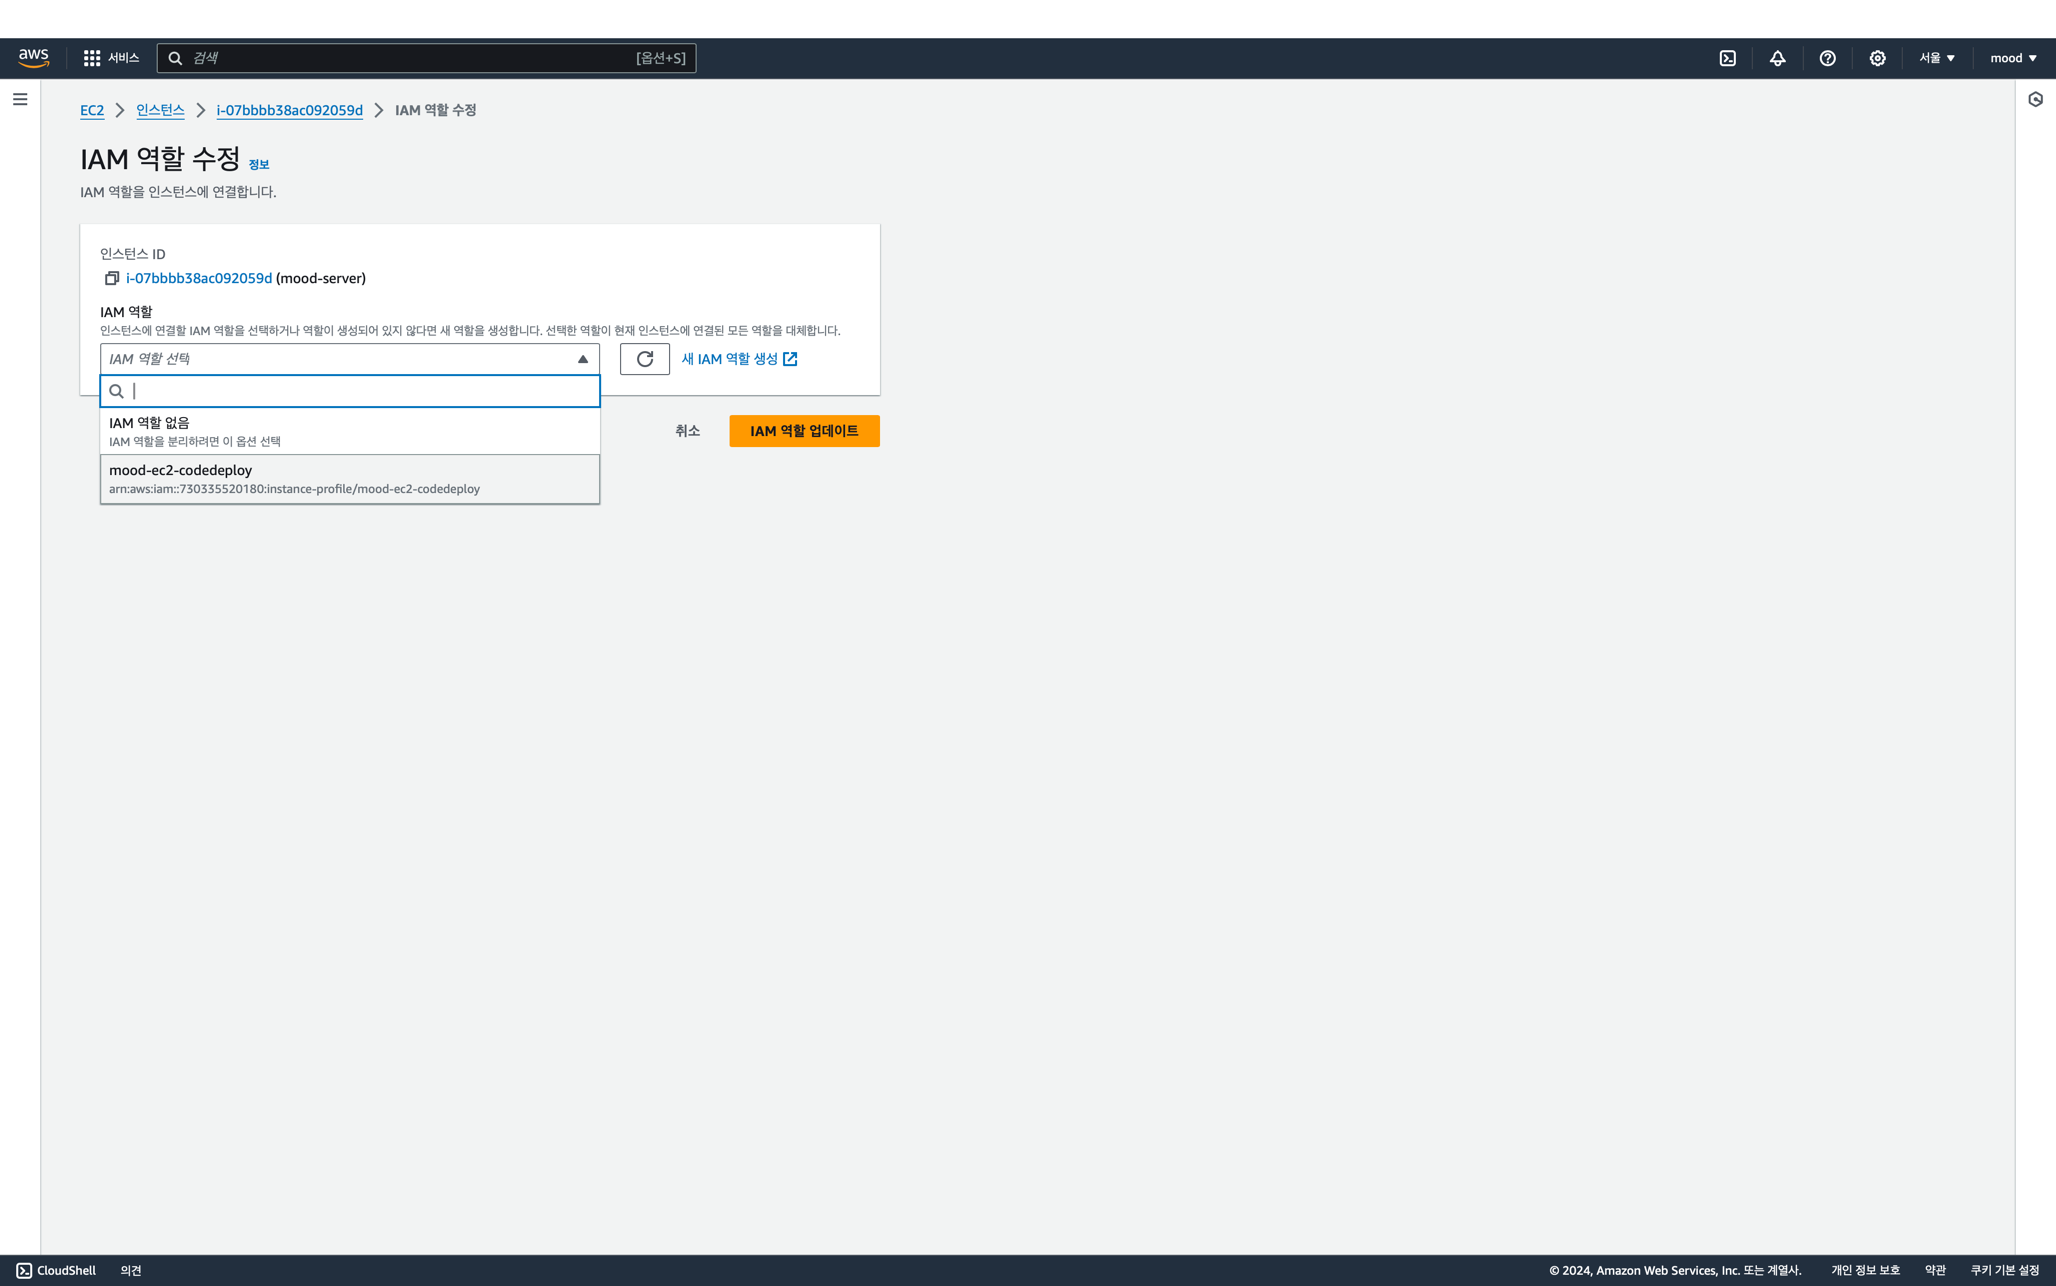 aws 서비스 검색 [옵션+S] 서울 mood
EC2 인스턴스 i-07bbbb38ac092059d IAM 역할 수정
IAM 역할 수정 정보
IAM 역할을 인스턴스에 연결합니다.
인스턴스 ID
i-07bbbb38ac092059d (mood-server)
IAM 역할
인스턴스에 연결할 IAM 역할을 선택하거나 역할이 생성되어 있지 않다면 새 역할을 생성합니다. 선택한 역할이 현재 인스턴스에 연결된 모든 역할을 대체합니다.
IAM 역할 선택 새 IAM 역할 생성
IAM 역할 없음
IAM 역할을 분리하려면 이 옵션 선택
mood-ec2-codedeploy
arn:aws:iam::730335520180:instance-profile/mood-ec2-codedeploy
취소 IAM 역할 업데이트
CloudShell 의견 © 2024, Amazon Web Services, Inc. 또는 계열사. 개인 정보 보호 약관 쿠키 기본 설정